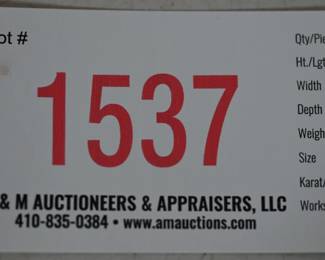 ot #
1537
& M AUCTIONEERS & APPRAISERS, LLC
410-835-0384 • www.amauctions.com
Qty/Pie
Ht./Lgt
Width
Depth
Weigh
Size
Karat/
Works